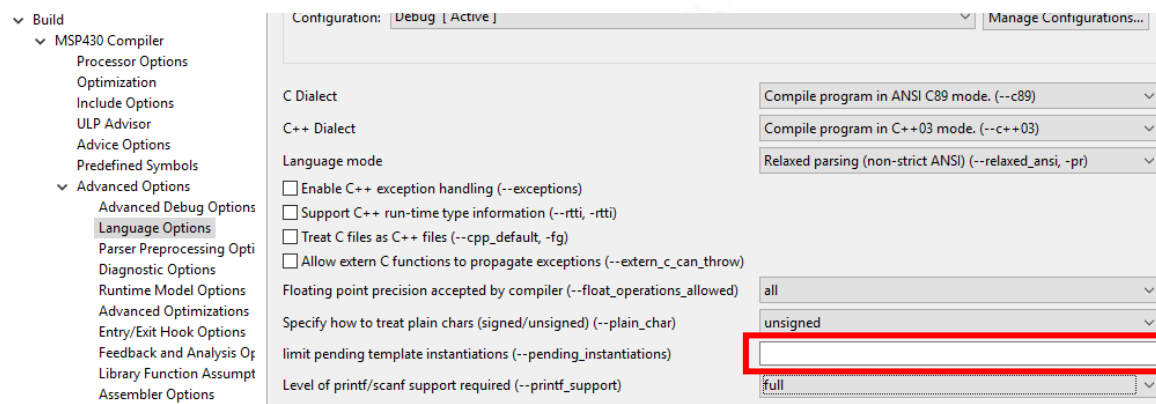 Build
MSP430 Compiler
Processor Options
Optimization
Include Options
ULP Advisor
Advice Options
Predefined Symbols
Advanced Options
Advanced Debug Options
Language Options
Parser Preprocessing Opti
Diagnostic Options
Runtime Model Options
Advanced Optimizations
Entry/Exit Hook Options
Feedback and Analysis Op
Library Function Assumpt
Assembler Options
Configuration: Debug [ Active ] Manage Configurations...
C Dialect Compile program in ANSI C89 mode. (--c89)
C++ Dialect Compile program in C++03 mode. (--c++03)
Language mode Relaxed parsing (non-strict ANSI) (--relaxed_ansi, -pr)
Enable C++ exception handling (--exceptions)
Support C++ run-time type information (--rtti, -rtti)
Treat C files as C++ files (--cpp_default, -fg)
Allow extern C functions to propagate exceptions (--extern_c_can_throw)
Floating point precision accepted by compiler (--float_operations_allowed) all
Specify how to treat plain chars (signed/unsigned) (--plain_char) unsigned
limit pending template instantiations (--pending_instantiations)
Level of printf/scanf support required (--printf_support) full